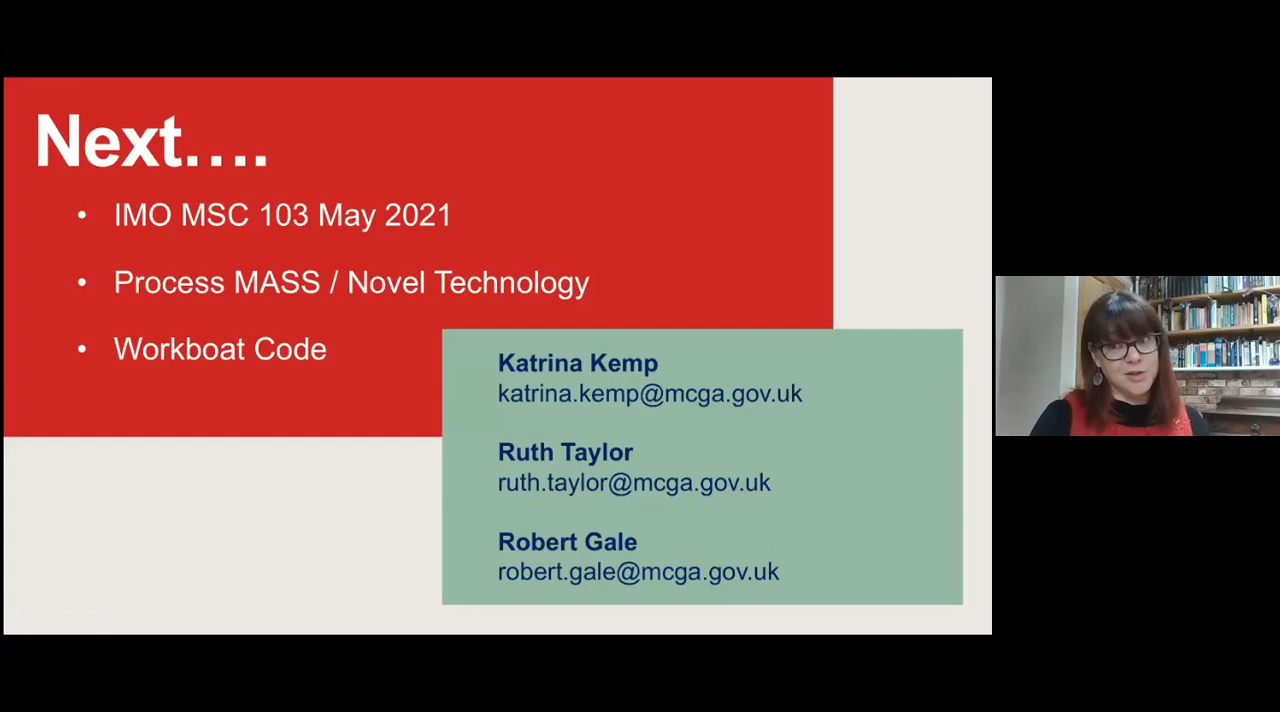 Next....
• IMO MSC 103 May 2021
• Process MASS / Novel Technology
• Workboat Code
Katrina Kemp
katrina.kemp@mcga.gov.uk
Ruth Taylor
ruth.taylor@mcga.gov.uk
Robert Gale
robert.gale@mcga.gov.uk